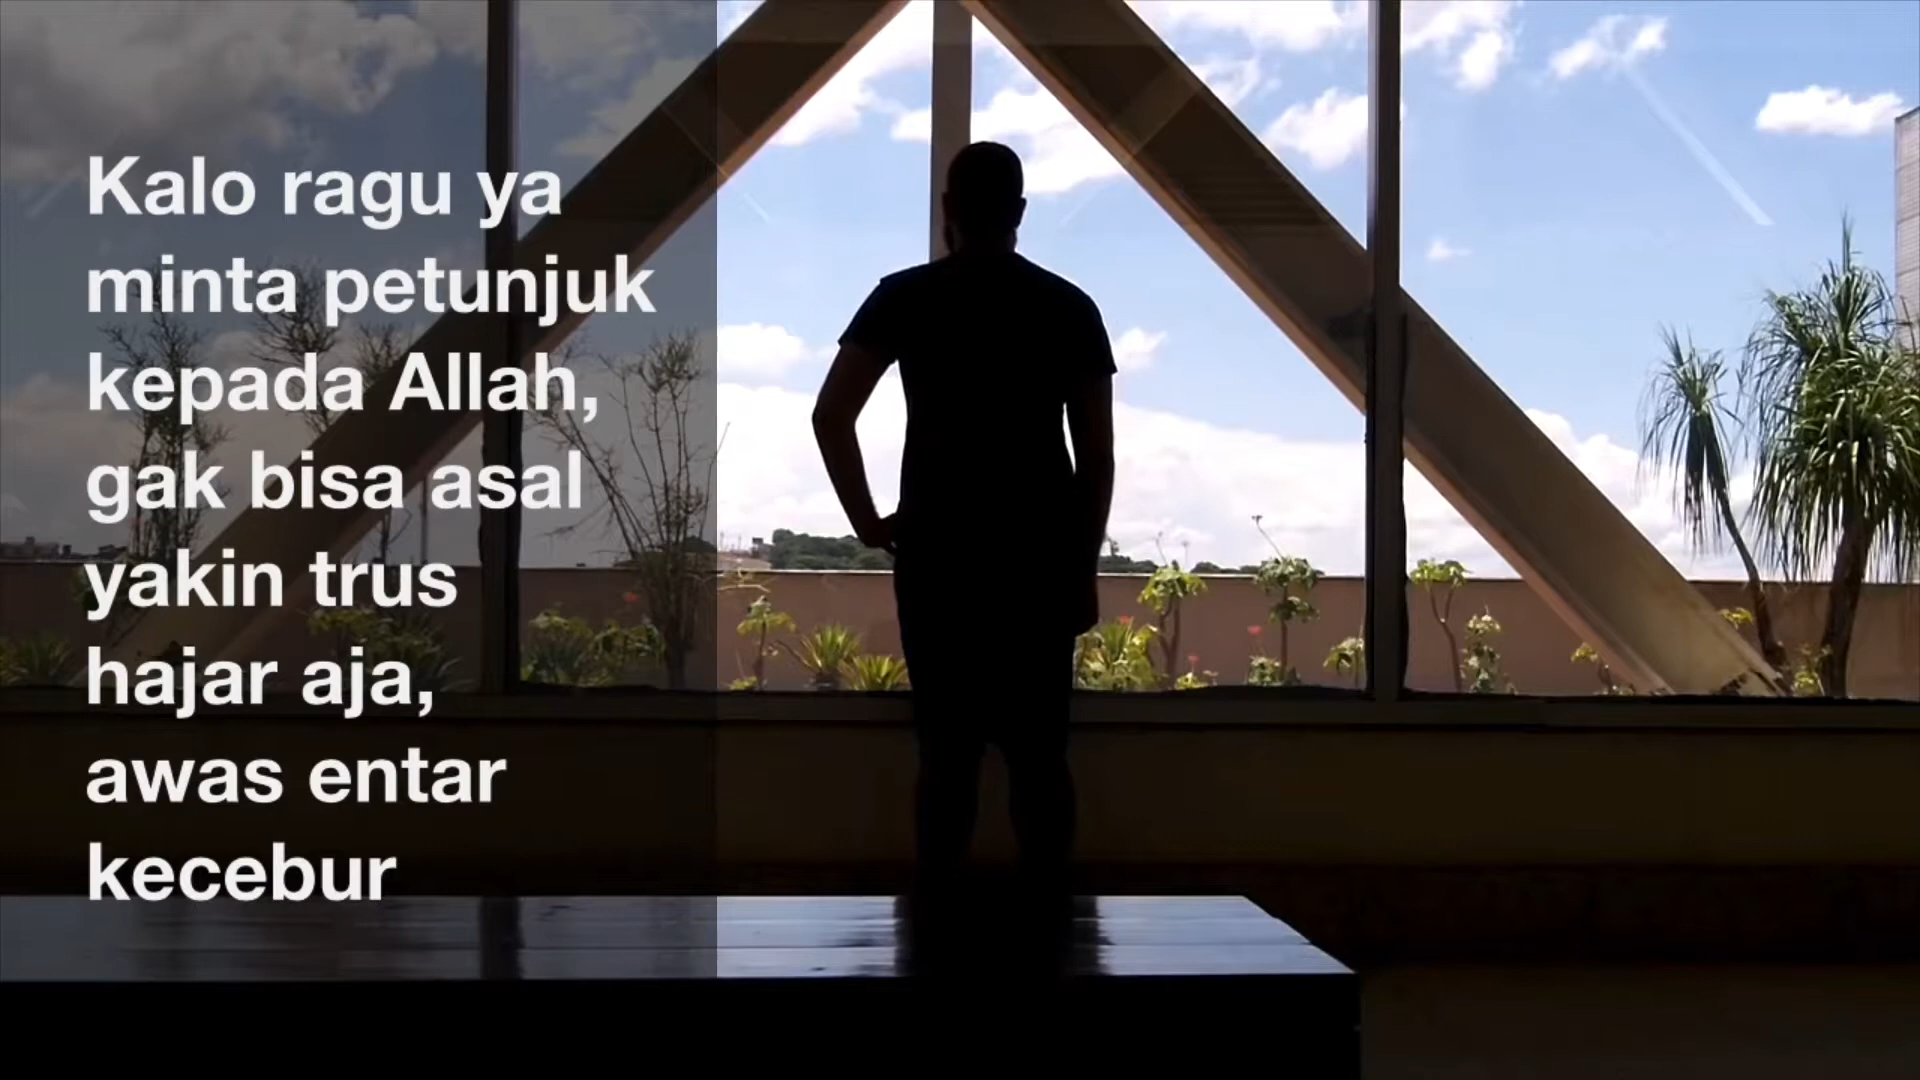 Kalo ragu ya
minta petunjuk
kepada Allah,
gak bisa asal
yakin trus
hajar aja,
awas entar
kecebur